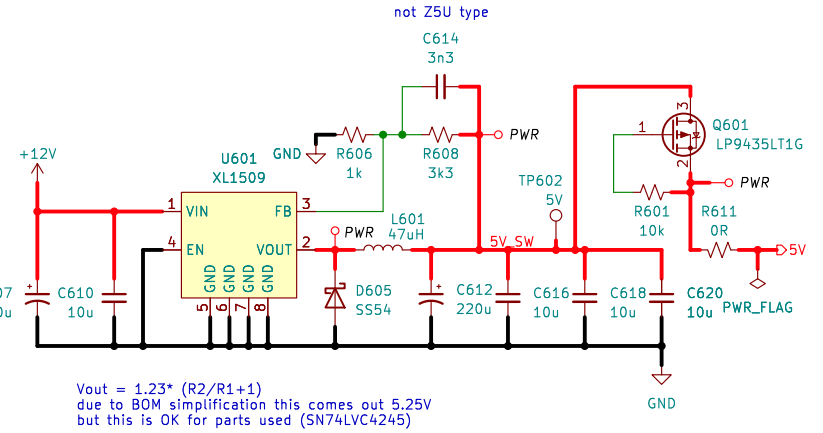 not Z5U type
C614
3n3
PWR
GND
R606
1k
R608
3k3
3
Q601
LP9435LT1G
1
2
+12V
U601
XL1509
TP602
5V
PWR
R601
10k
R611
0R
1
VIN
FB
3
PWR
L601
47uH
5V_SW
5V
4
EN
VOUT
2
GND
GND
GND
GND
5
6
7
8
07
0u
C610
10u
D605
SS54
C612
220u
C616
10u
C618
10u
C620
10u
PWR_FLAG
GND
Vout = 1.23* (R2/R1+1)
due to BOM simplification this comes out 5.25V
but this is OK for parts used (SN74LVC4245)